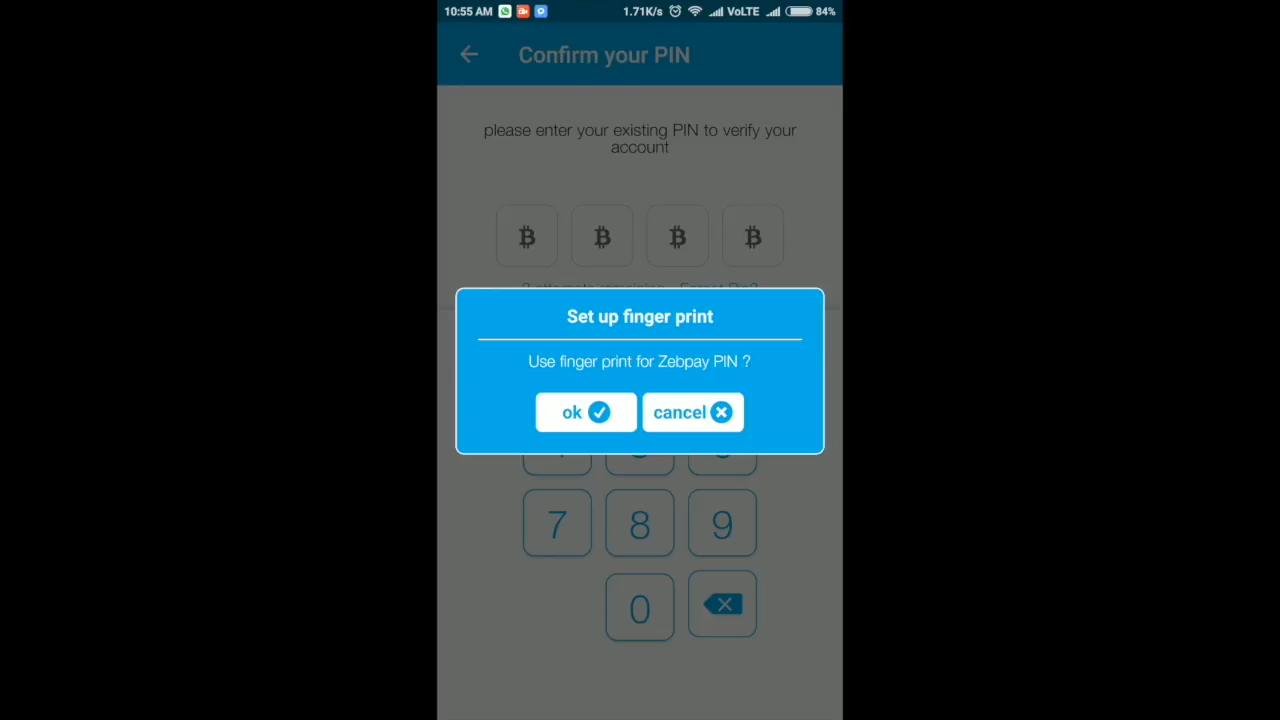 10:55 AM 1.71K/s VoLTE 84%
Confirm your PIN
please enter your existing PIN to verify your
account
Set up finger print
Use finger print for Zebpay PIN ?
ok cancel
7 8 9
0